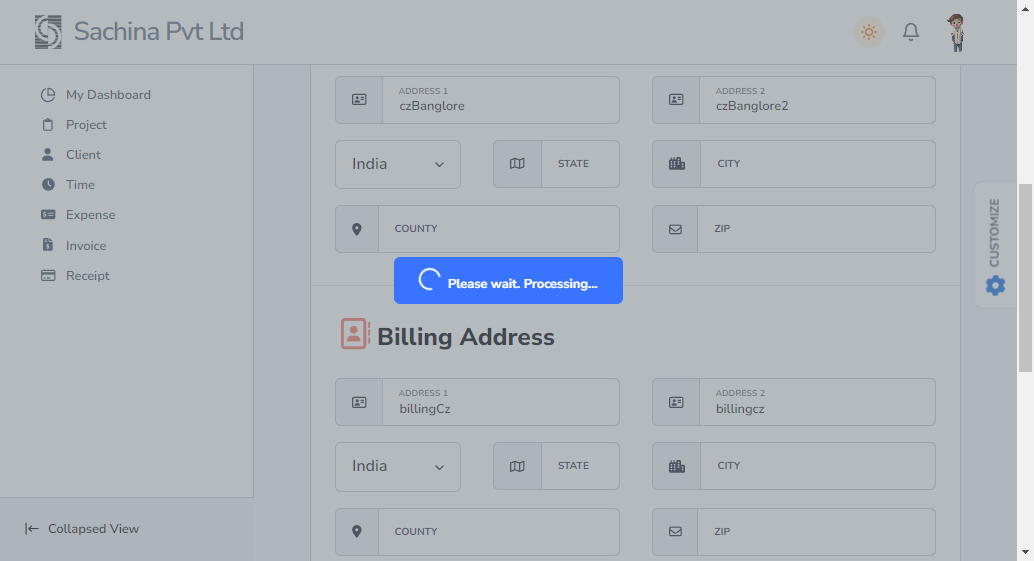 Sachina Pvt Ltd
My Dashboard
Project
Client
Time
Expense
Invoice
Receipt
Collapsed View
ADDRESS 1
czBanglore
ADDRESS 2
czBanglore2
India
STATE
CITY
COUNTY
ZIP
Please wait. Processing...
Billing Address
ADDRESS 1
billingCz
ADDRESS 2
billingcz
India
STATE
CITY
COUNTY
ZIP
CUSTOMIZE